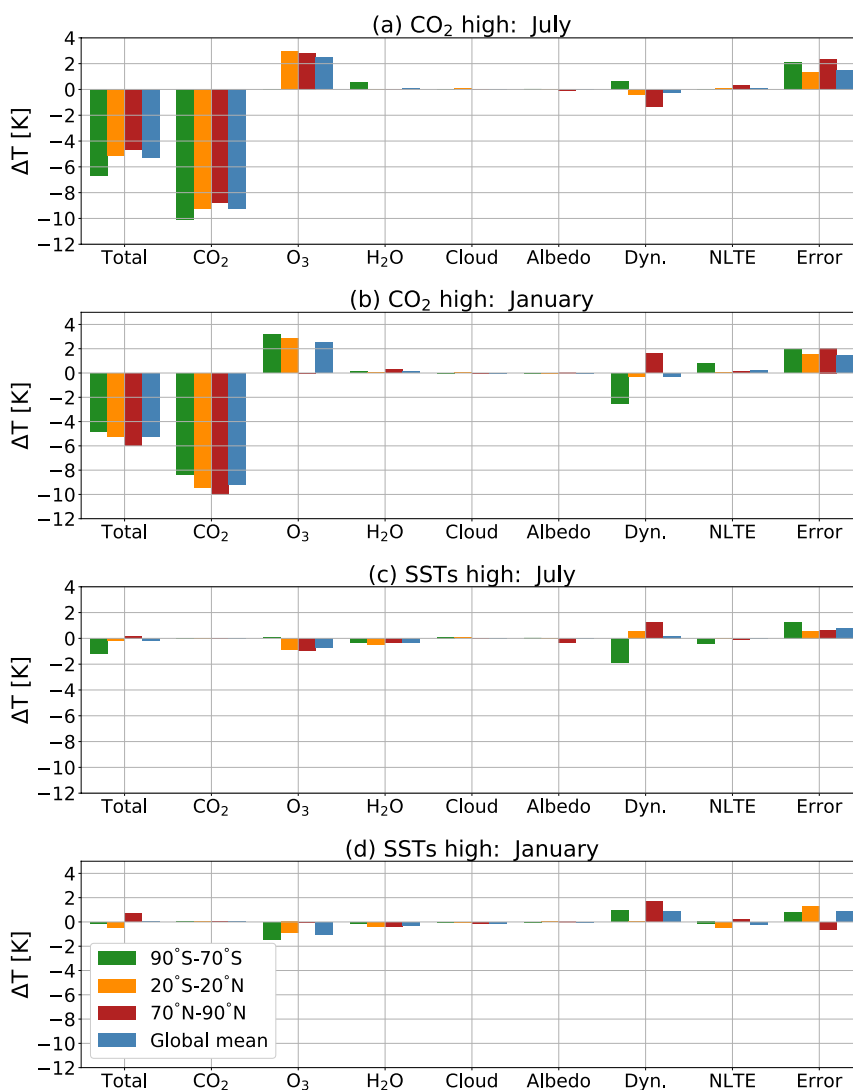 (a) CO₂ high: July
ΔT [K]
4
2
0
−2
−4
−6
−8
−10
−12
Total CO₂ O₃ H₂O Cloud Albedo Dyn. NLTE Error
(b) CO₂ high: January
ΔT [K]
4
2
0
−2
−4
−6
−8
−10
−12
Total CO₂ O₃ H₂O Cloud Albedo Dyn. NLTE Error
(c) SSTs high: July
ΔT [K]
4
2
0
−2
−4
−6
−8
−10
−12
Total CO₂ O₃ H₂O Cloud Albedo Dyn. NLTE Error
(d) SSTs high: January
ΔT [K]
4
2
0
−2
−4
−6
−8
−10
−12
90°S-70°S
20°S-20°N
70°N-90°N
Global mean
Total CO₂ O₃ H₂O Cloud Albedo Dyn. NLTE Error